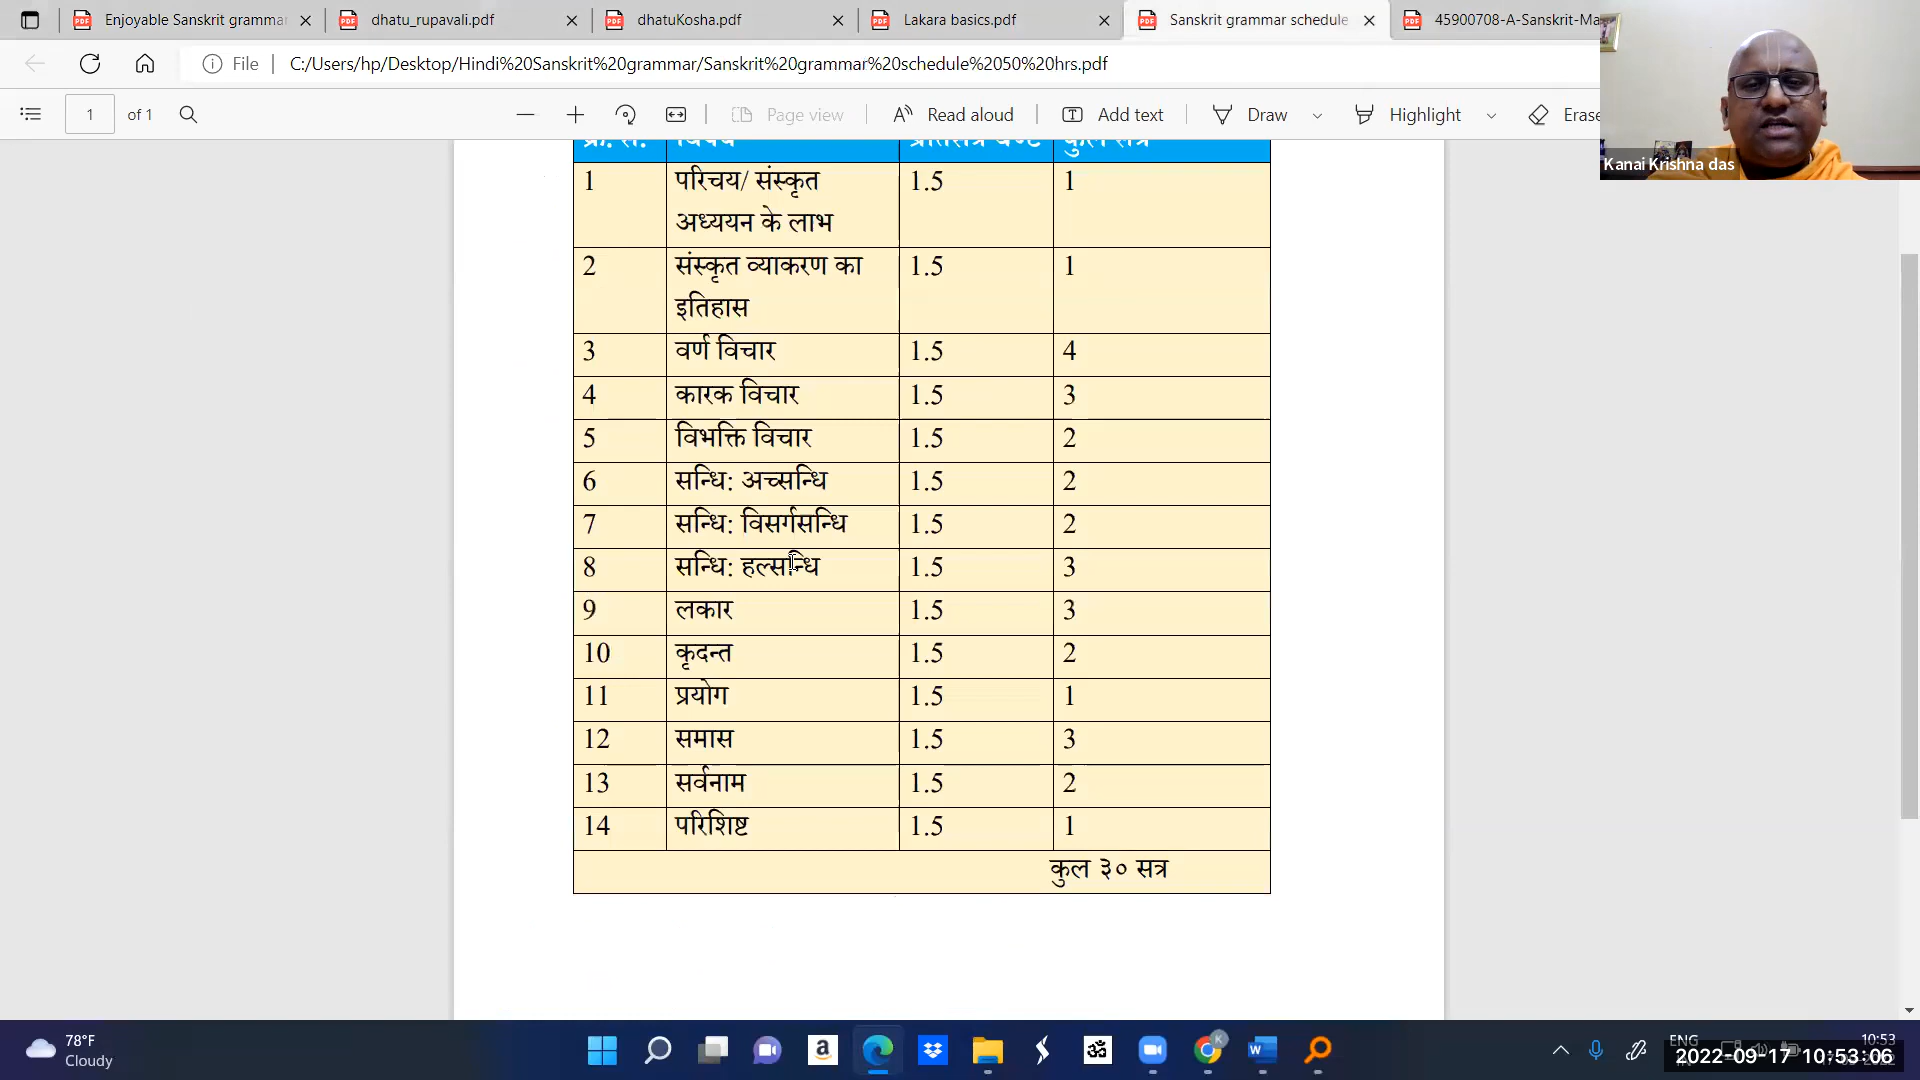 Enjoyable Sanskrit grammar
dhatu_rupavali.pdf
dhatuKosha.pdf
Lakara basics.pdf
Sanskrit grammar schedule
45900708-A-Sanskrit-Ma
File C:/Users/hp/Desktop/Hindi%20Sanskrit%20grammar/Sanskrit%20grammar%20schedule%2050%20hrs.pdf
1 of 1 Page view Read aloud Add text Draw Highlight Erase
Kanai Krishna das
1 परिचय/ संस्कृत 1.5 1
अध्ययन के लाभ
2 संस्कृत व्याकरण का 1.5 1
इतिहास
3 वर्ण विचार 1.5 4
4 कारक विचार 1.5 3
5 विभक्ति विचार 1.5 2
6 सन्धि: अच्सन्धि 1.5 2
7 सन्धि: विसर्गसन्धि 1.5 2
8 सन्धि: हल्सन्धि 1.5 3
9 लकार 1.5 3
10 कृदन्त 1.5 2
11 प्रयोग 1.5 1
12 समास 1.5 3
13 सर्वनाम 1.5 2
14 परिशिष्ट 1.5 1
कुल ३० सत्र
78°F
Cloudy
ENG
10:53
2022-09-17 10:53:06